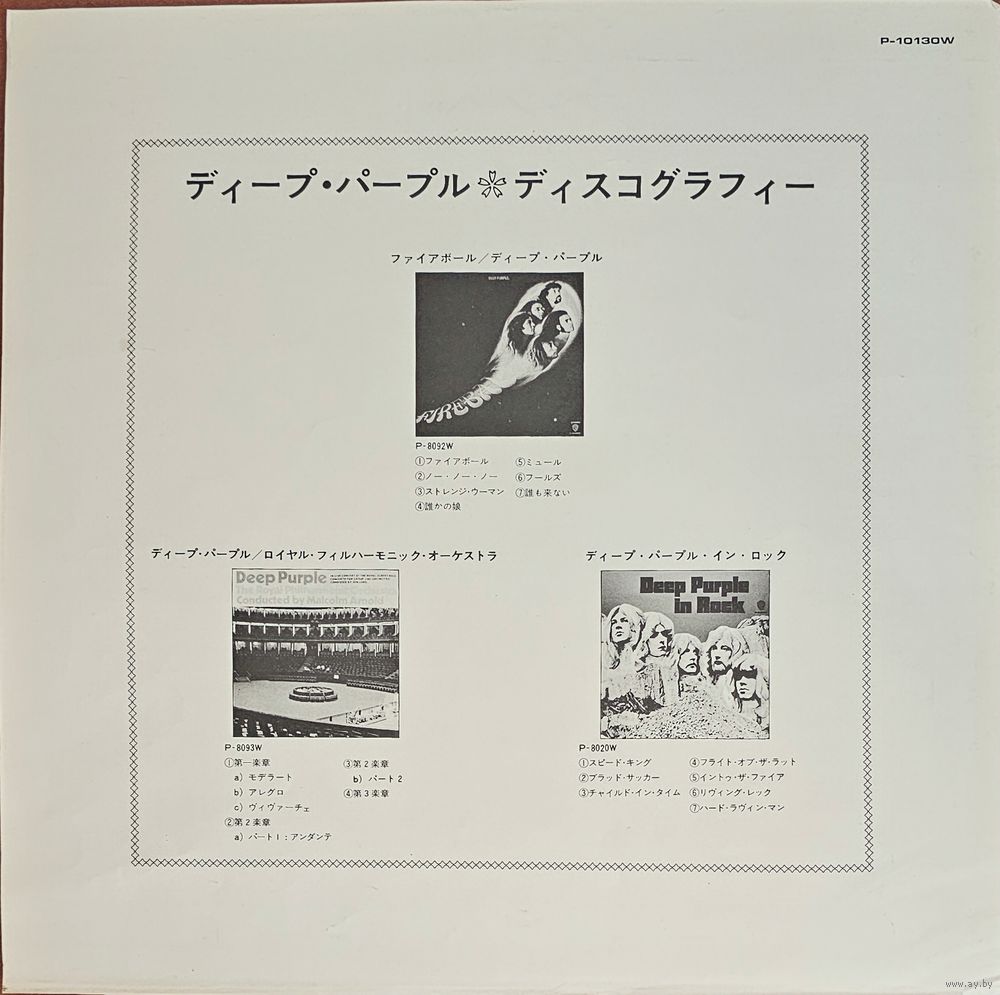 P-10130W
ディープ・パープル ディスコグラフィー
ファイアボール／ディープ・パープル
DEEP PURPLE
FIREBALL
P-8092W
①ファイアボール
②ノー・ノー・ノー
③ストレンジ・ウーマン
④誰かの娘
⑤ミュール
⑥フールズ
⑦誰も来ない
ディープ・パープル／ロイヤル・フィルハーモニック・オーケストラ
Deep Purple
The Royal Philharmonic Orchestra
Conducted by Malcolm Arnold
P-8093W
①第一楽章
a）モデラート
b）アレグロ
c）ヴィヴァーチェ
②第2楽章
a）パートI：アンダンテ
③第2楽章
b）パート2
④第3楽章
ディープ・パープル・イン・ロック
Deep Purple
in Rock
P-8020W
①スピード・キング
②ブラッド・サッカー
③チャイルド・イン・タイム
④フライト・オブ・ザ・ラット
⑤イントゥ・ザ・ファイア
⑥リヴィング・レック
⑦ハード・ラヴィン・マン
www.ay.by